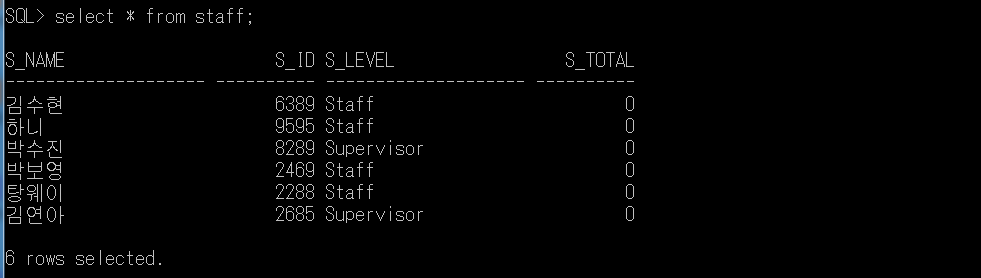 SQL> select * from staff;
S_NAME                     S_ID S_LEVEL                 S_TOTAL
-------------------- ---------- -------------------- ----------
김수현                     6389 Staff                         0
하니                       9595 Staff                         0
박수진                     8289 Supervisor                    0
박보영                     2469 Staff                         0
탕웨이                     2288 Staff                         0
김연아                     2685 Supervisor                    0
6 rows selected.